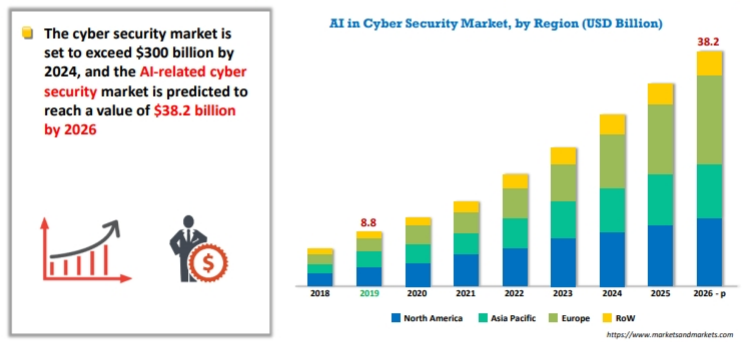 The cyber security market is
set to exceed $300 billion by
2024, and the AI-related cyber
security market is predicted to
reach a value of $38.2 billion
by 2026
$
AI in Cyber Security Market, by Region (USD Billion)
38.2
8.8
2018 2019 2020 2021 2022 2023 2024 2025 2026 - p
North America Asia Pacific Europe RoW
https://www.marketsandmarkets.com